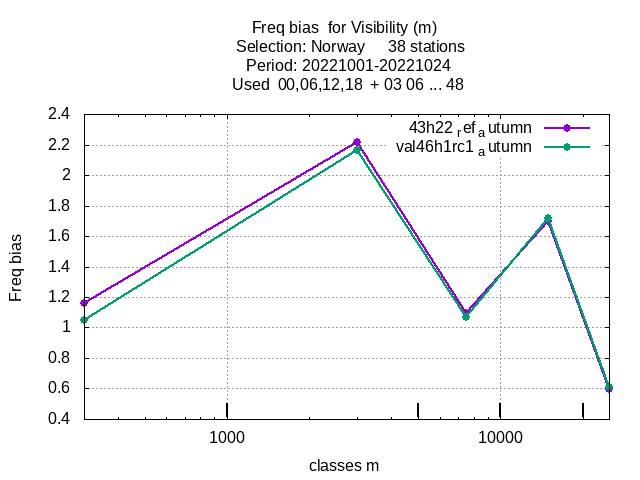 Freq bias for Visibility (m)
Selection: Norway 38 stations
Period: 20221001-20221024
Used 00,06,12,18 + 03 06 ... 48
43h22 ref autumn
val46h1rc1 autumn
2.4
2.2
2
1.8
1.6
1.4
1.2
1
0.8
0.6
0.4
Freq bias
1000
10000
classes m